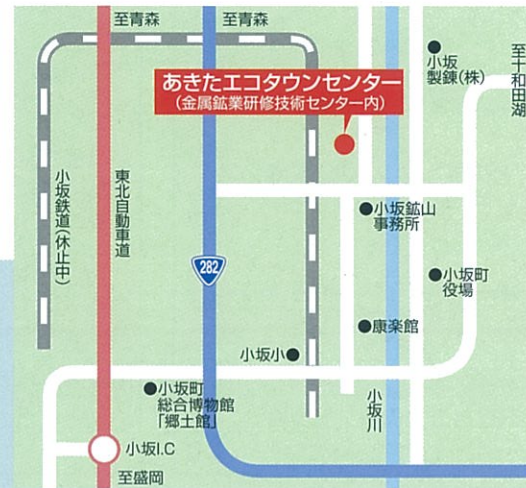 至青森
至青森
あきたエコタウンセンター
(金属鉱業研修技術センター内)
小坂
製錬(株)
至十和田湖
小坂鉄道(休止中)
東北自動車道
282
小坂鉱山
事務所
小坂町
役場
康楽館
小坂小
小坂町
総合博物館
「郷土館」
小坂川
小坂I.C
至盛岡